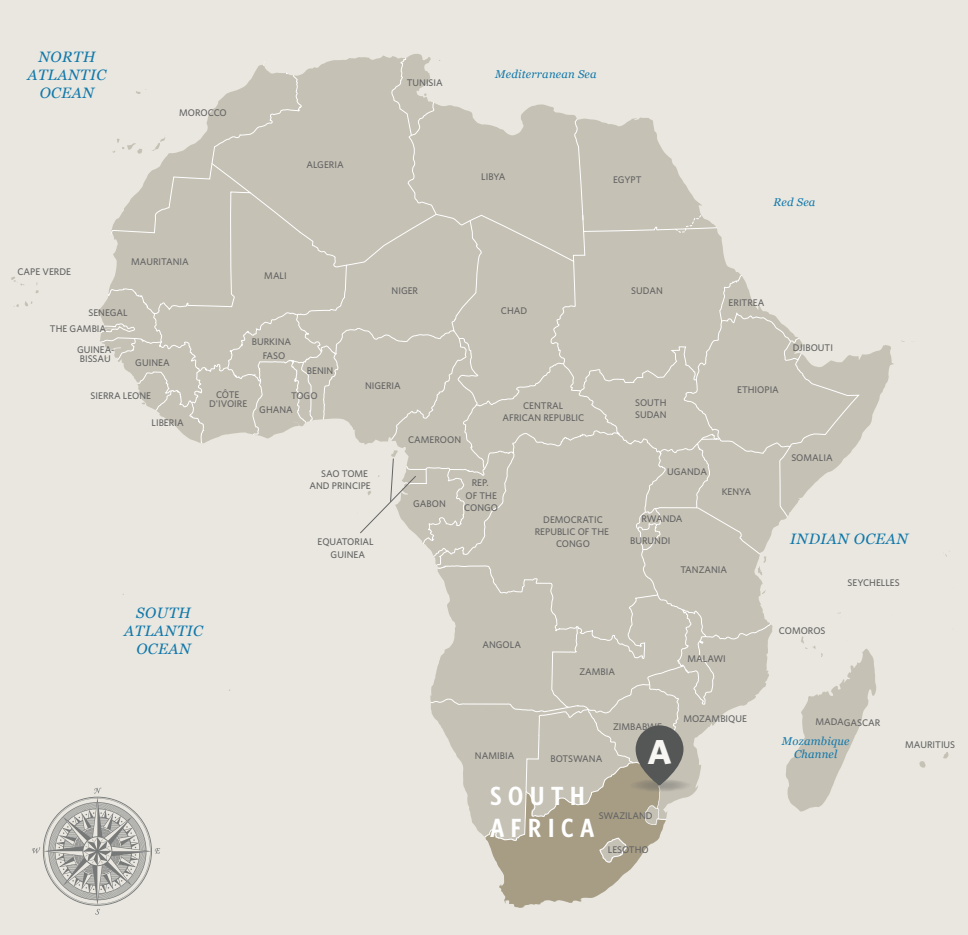 NORTH
ATLANTIC
OCEAN
Mediterranean Sea
TUNISIA
MOROCCO
ALGERIA
LIBYA
EGYPT
Red Sea
CAPE VERDE
MAURITANIA
MALI
NIGER
CHAD
SUDAN
ERITREA
SENEGAL
THE GAMBIA
GUINEA
BISSAU
GUINEA
BURKINA
FASO
BENIN
DJIBOUTI
NIGERIA
ETHIOPIA
SIERRA LEONE
CÔTE
D'IVOIRE
TOGO
GHANA
LIBERIA
CENTRAL
AFRICAN REPUBLIC
SOUTH
SUDAN
CAMEROON
SOMALIA
SAO TOME
AND PRINCIPE
UGANDA
REP.
OF THE
CONGO
KENYA
GABON
DEMOCRATIC
REPUBLIC OF THE
CONGO
RWANDA
BURUNDI
EQUATORIAL
GUINEA
INDIAN OCEAN
TANZANIA
SEYCHELLES
SOUTH
ATLANTIC
OCEAN
COMOROS
ANGOLA
MALAWI
ZAMBIA
MOZAMBIQUE
ZIMBABWE
MADAGASCAR
Mozambique
Channel
MAURITIUS
NAMIBIA
BOTSWANA
A
SOUTH
AFRICA
SWAZILAND
LESOTHO
N
W
E
S